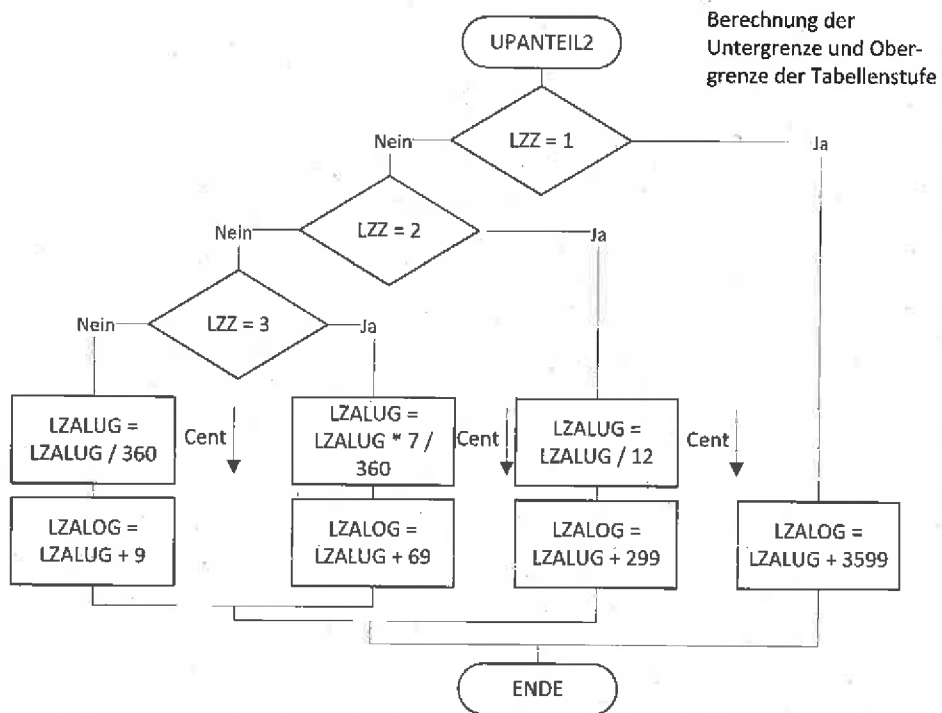 Berechnung der
Untergrenze und Ober-
grenze der Tabellenstufe
UPANTEIL2
LZZ = 1
Nein
Ja
LZZ = 2
Nein
Ja
LZZ = 3
Nein
Ja
LZALUG =
LZALUG / 360
Cent
LZALUG =
LZALUG * 7 /
360
Cent
LZALUG =
LZALUG / 12
Cent
LZALOG =
LZALUG + 9
LZALOG =
LZALUG + 69
LZALOG =
LZALUG + 299
LZALOG =
LZALUG + 3599
ENDE